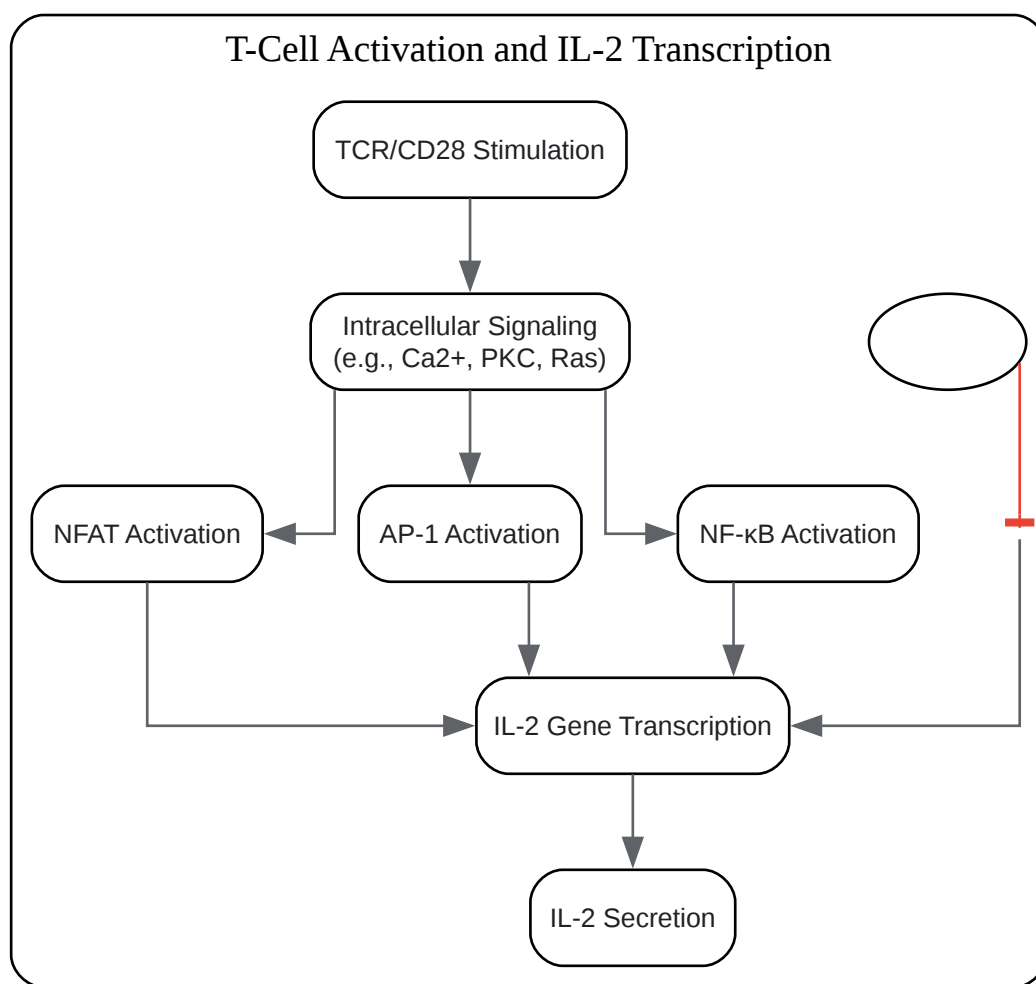 T-Cell Activation and IL-2 Transcription
TCR/CD28 Stimulation
Intracellular Signaling
(e.g., Ca2+, PKC, Ras)
NFAT Activation
AP-1 Activation
NF-κB Activation
IL-2 Gene Transcription
IL-2 Secretion